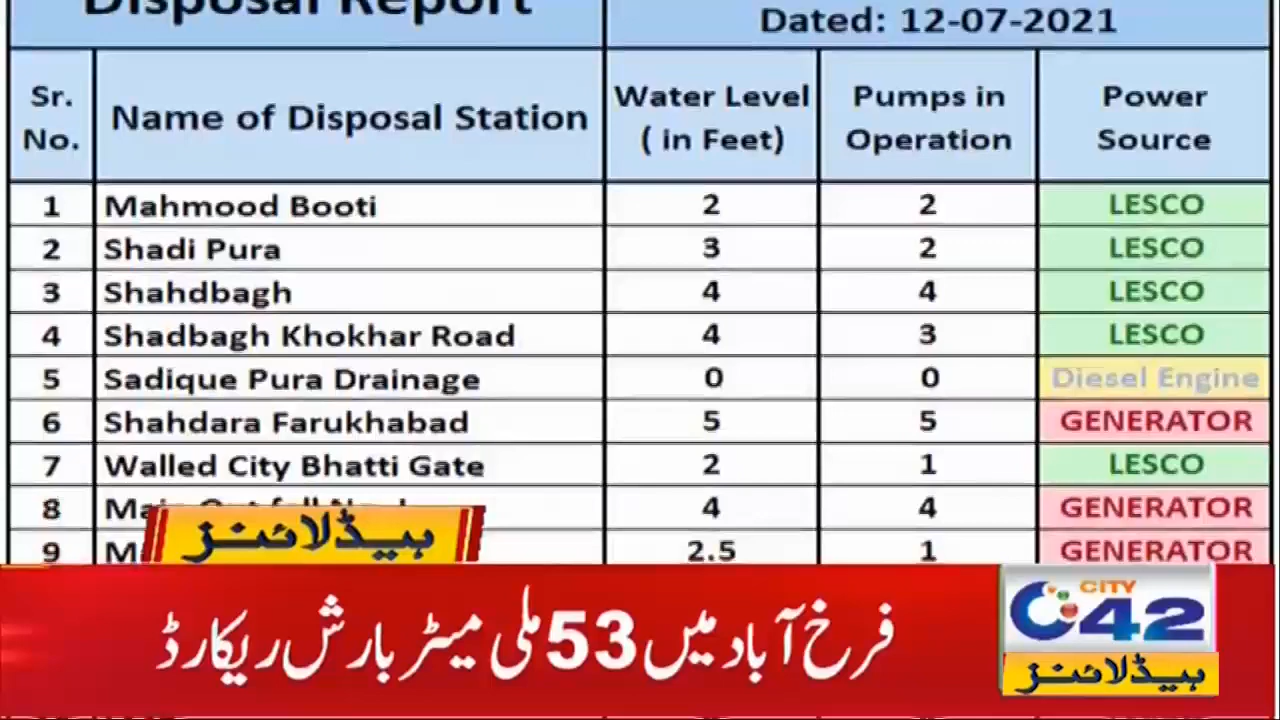 Disposal Report
Dated: 12-07-2021
Sr. No. Name of Disposal Station Water Level ( in Feet) Pumps in Operation Power Source
1 Mahmood Booti 2 2 LESCO
2 Shadi Pura 3 2 LESCO
3 Shahdbagh 4 4 LESCO
4 Shadbagh Khokhar Road 4 3 LESCO
5 Sadique Pura Drainage 0 0 Diesel Engine
6 Shahdara Farukhabad 5 5 GENERATOR
7 Walled City Bhatti Gate 2 1 LESCO
8 4 4 GENERATOR
9 2.5 1 GENERATOR
ہیڈلائنز
فرخ آباد میں 53 ملی میٹر بارش ریکارڈ
CITY
42
ہیڈلائنز